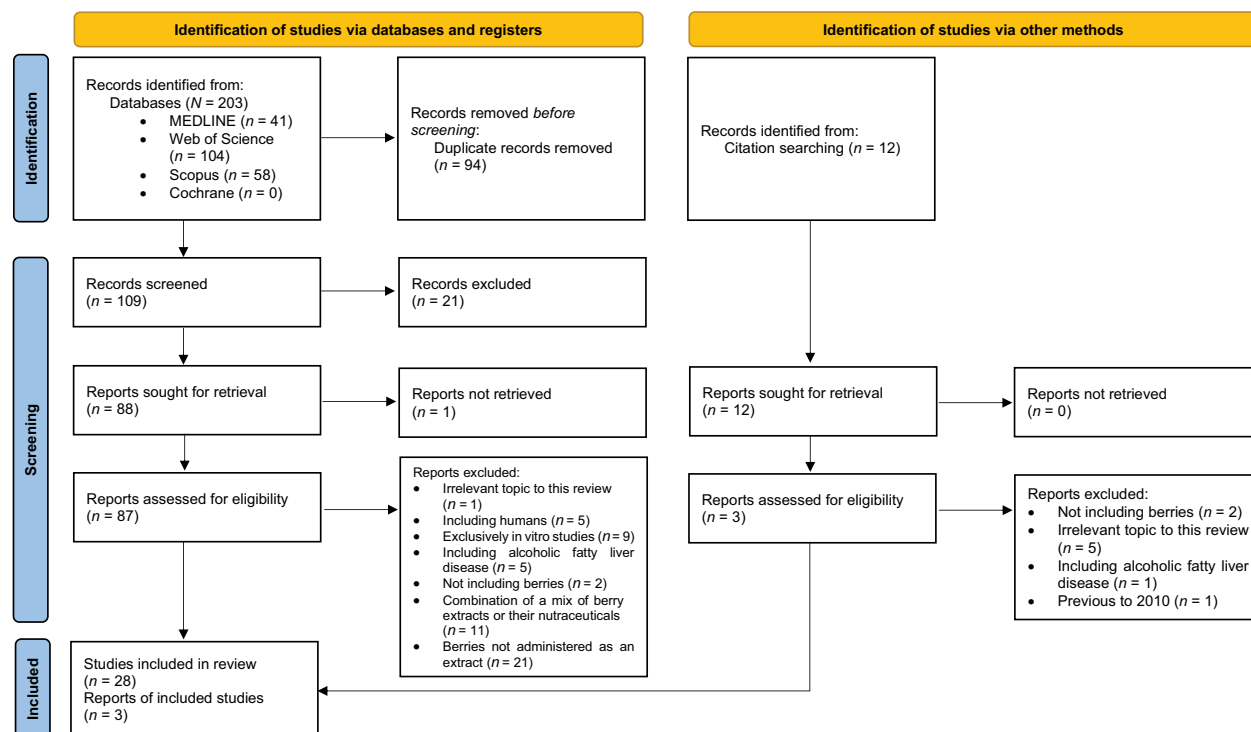 Identification of studies via databases and registers
Identification of studies via other methods
Identification
Records identified from:
Databases (N = 203)
• MEDLINE (n = 41)
• Web of Science
(n = 104)
• Scopus (n = 58)
• Cochrane (n = 0)
Records removed before
screening:
Duplicate records removed
(n = 94)
Records identified from:
Citation searching (n = 12)
Screening
Records screened
(n = 109)
Records excluded
(n = 21)
Reports sought for retrieval
(n = 88)
Reports not retrieved
(n = 1)
Reports sought for retrieval
(n = 12)
Reports not retrieved
(n = 0)
Reports assessed for eligibility
(n = 87)
Reports excluded:
• Irrelevant topic to this review
(n = 1)
• Including humans (n = 5)
• Exclusively in vitro studies (n = 9)
• Including alcoholic fatty liver
disease (n = 5)
• Not including berries (n = 2)
• Combination of a mix of berry
extracts or their nutraceuticals
(n = 11)
• Berries not administered as an
extract (n = 21)
Reports assessed for eligibility
(n = 3)
Reports excluded:
• Not including berries (n = 2)
• Irrelevant topic to this review
(n = 5)
• Including alcoholic fatty liver
disease (n = 1)
• Previous to 2010 (n = 1)
Included
Studies included in review
(n = 28)
Reports of included studies
(n = 3)